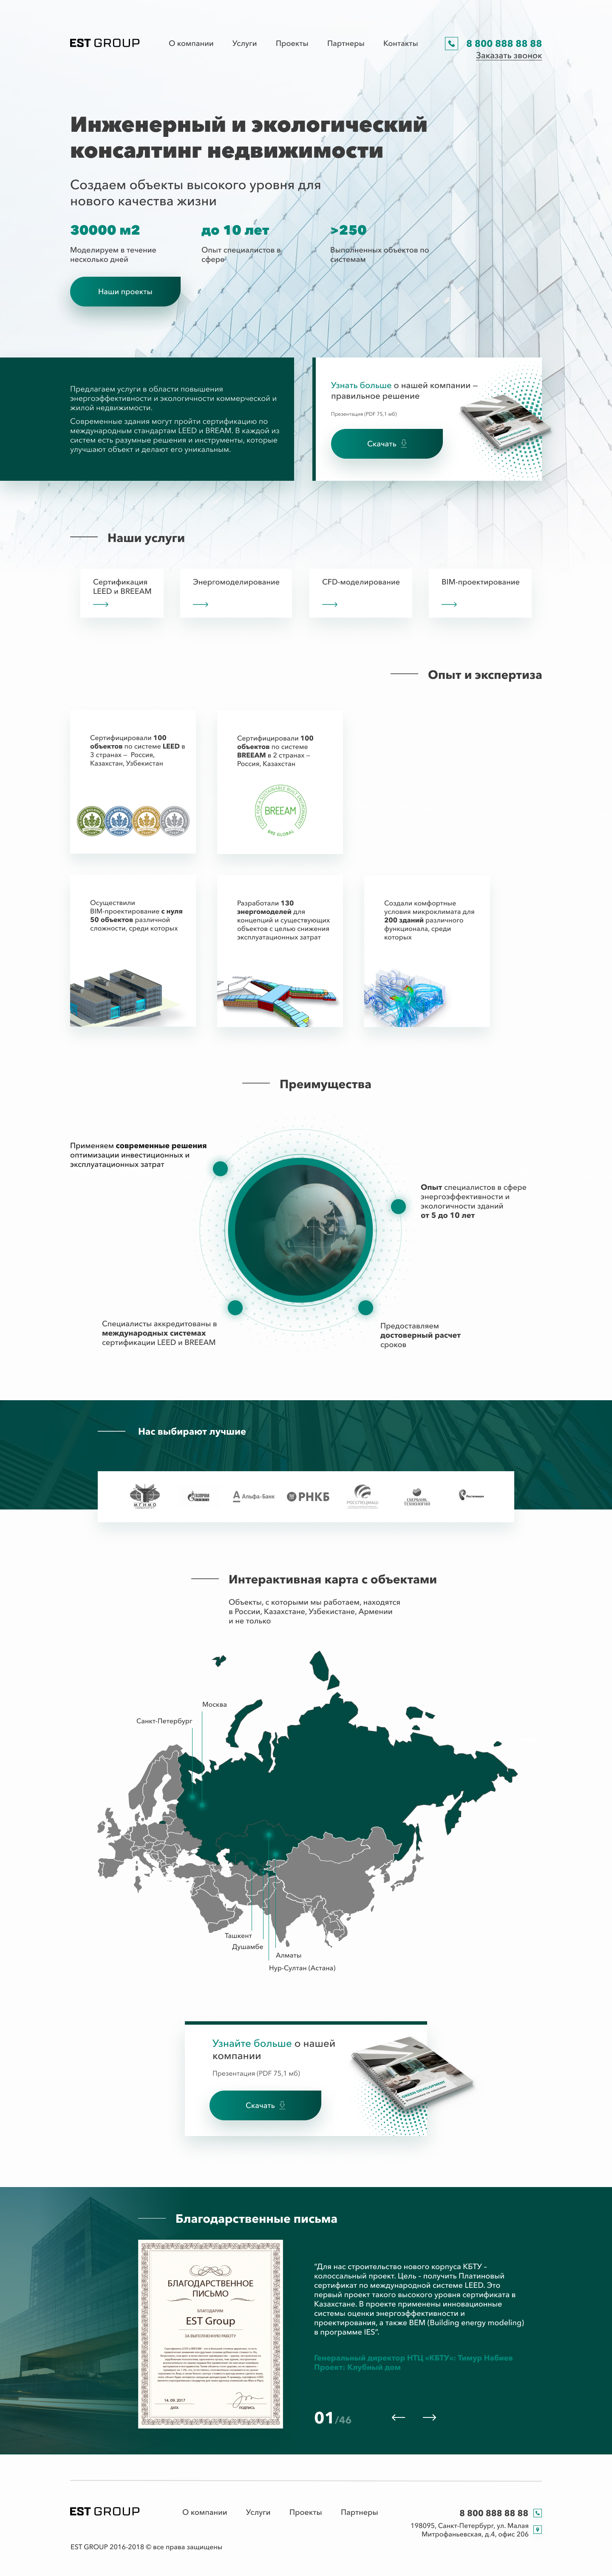 EST GROUP
О компании Услуги Проекты Партнеры Контакты
8 800 888 88 88
Заказать звонок
Инженерный и экологический
консалтинг недвижимости
Создаем объекты высокого уровня для
нового качества жизни
30000 м2
Моделируем в течение
несколько дней
до 10 лет
Опыт специалистов в
сфере
>250
Выполненных объектов по
системам
Наши проекты
Предлагаем услуги в области повышения
энергоэффективности и экологичности коммерческой и
жилой недвижимости.
Современные здания могут пройти сертификацию по
международным стандартам LEED и BREAM. В каждой из
систем есть разумные решения и инструменты, которые
улучшают объект и делают его уникальным.
Узнать больше о нашей компании –
правильное решение
Презентация (PDF 75,1 мб)
Скачать
Наши услуги
Сертификация
LEED и BREEAM
Энергомоделирование
CFD-моделирование
BIM-проектирование
Опыт и экспертиза
Сертифицировали 100
объектов по системе LEED в
3 странах – Россия,
Казахстан, Узбекистан
Сертифицировали 100
объектов по системе
BREEAM в 2 странах –
Россия, Казахстан
BREEAM
BRE GLOBAL
Осуществили
BIM-проектирование с нуля
50 объектов различной
сложности, среди которых
Разработали 130
энергомоделей для
концепций и существующих
объектов с целью снижения
эксплуатационных затрат
Создали комфортные
условия микроклимата для
200 зданий различного
функционала, среди
которых
Преимущества
Применяем современные решения
оптимизации инвестиционных и
эксплуатационных затрат
Опыт специалистов в сфере
энергоэффективности и
экологичности зданий
от 5 до 10 лет
Специалисты аккредитованы в
международных системах
сертификации LEED и BREEAM
Предоставляем
достоверный расчет
сроков
Нас выбирают лучшие
МГИМО
Альфа·Банк
РНКБ
РОССПЕЦМАШ
Ростелеком
Интерактивная карта с объектами
Объекты, с которыми мы работаем, находятся
в России, Казахстане, Узбекистане, Армении
и не только
Москва
Санкт-Петербург
Ташкент
Душамбе
Алматы
Нур-Султан (Астана)
Узнайте больше о нашей
компании
Презентация (PDF 75,1 мб)
Скачать
GREEN DEVELOPMENT
Благодарственные письма
БЛАГОДАРСТВЕННОЕ
ПИСЬМО
БЛАГОДАРИМ
EST Group
ЗА ВЫПОЛНЕННУЮ РАБОТУ
14.09.2017
ДАТА
ПОДПИСЬ
"Для нас строительство нового корпуса КБТУ –
колоссальный проект. Цель – получить Платиновый
сертификат по международной системе LEED. Это
первый проект такого высокого уровня сертификата в
Казахстане. В проекте применены инновационные
системы оценки энергоэффективности и
проектирования, а также BEM (Building energy modeling)
в программе IES".
Генеральный директор НТЦ «КБТУ»: Тимур Набиев
Проект: Клубный дом
01/46
EST GROUP
О компании Услуги Проекты Партнеры
8 800 888 88 88
198095, Санкт-Петербург, ул. Малая
Митрофаньевская, д.4, офис 206
EST GROUP 2016-2018 © все права защищены